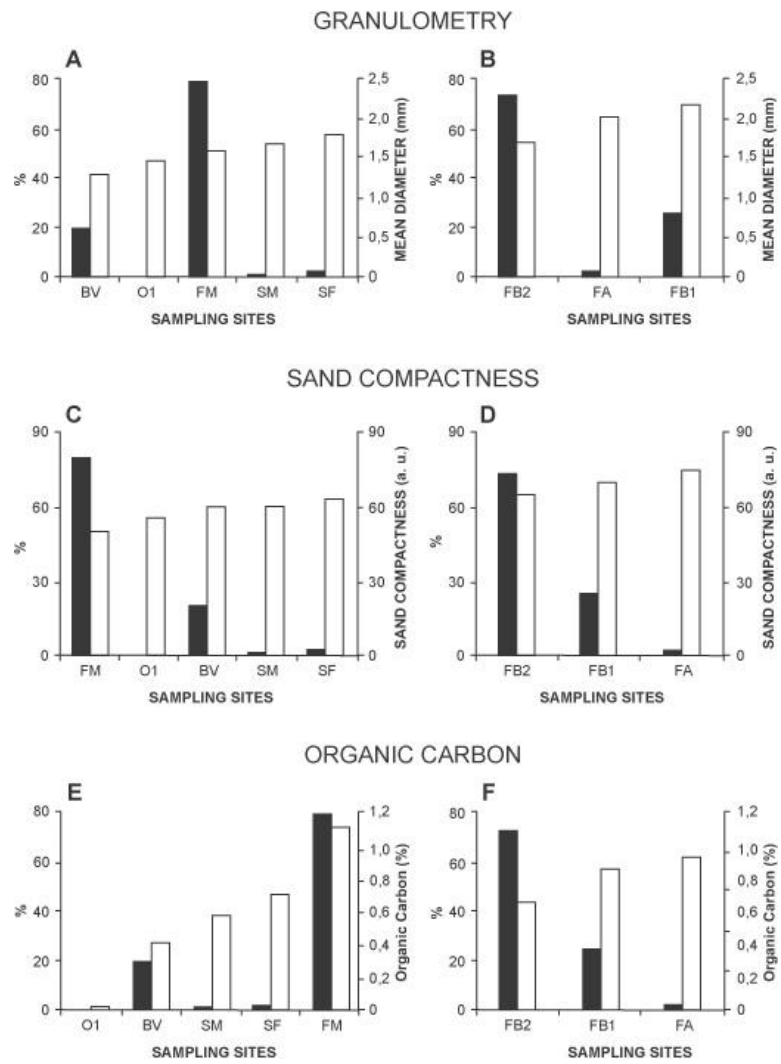 GRANULOMETRY
A
80
60
40
20
0
%
2,5
2,0
1,5
1,0
0,5
0
MEAN DIAMETER (mm)
BV O1 FM SM SF
SAMPLING SITES
B
80
60
40
20
0
%
2,5
2,0
1,5
1,0
0,5
0
MEAN DIAMETER (mm)
FB2 FA FB1
SAMPLING SITES
SAND COMPACTNESS
C
90
60
30
0
%
90
60
30
0
SAND COMPACTNESS (a. u.)
FM O1 BV SM SF
SAMPLING SITES
D
90
60
30
0
%
90
60
30
0
SAND COMPACTNESS (a. u.)
FB2 FB1 FA
SAMPLING SITES
ORGANIC CARBON
E
80
60
40
20
0
%
1,2
1,0
0,8
0,6
0,4
0,2
0
Organic Carbon (%)
O1 BV SM SF FM
SAMPLING SITES
F
80
60
40
20
0
%
1,2
1,0
0,8
0,6
0,4
0,2
0
Organic Carbon (%)
FB2 FB1 FA
SAMPLING SITES